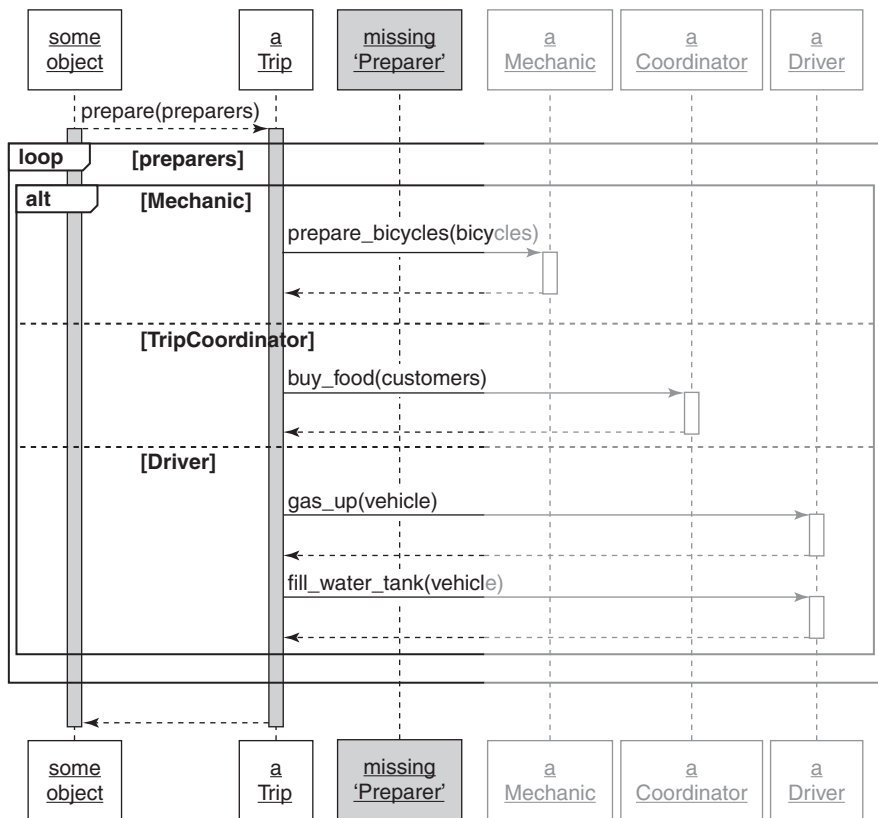 some
object
a
Trip
missing
‘Preparer’
a
Mechanic
a
Coordinator
a
Driver
prepare(preparers)
loop
[preparers]
alt
[Mechanic]
prepare_bicycles(bicycles)
[TripCoordinator]
buy_food(customers)
[Driver]
gas_up(vehicle)
fill_water_tank(vehicle)
some
object
a
Trip
missing
‘Preparer’
a
Mechanic
a
Coordinator
a
Driver